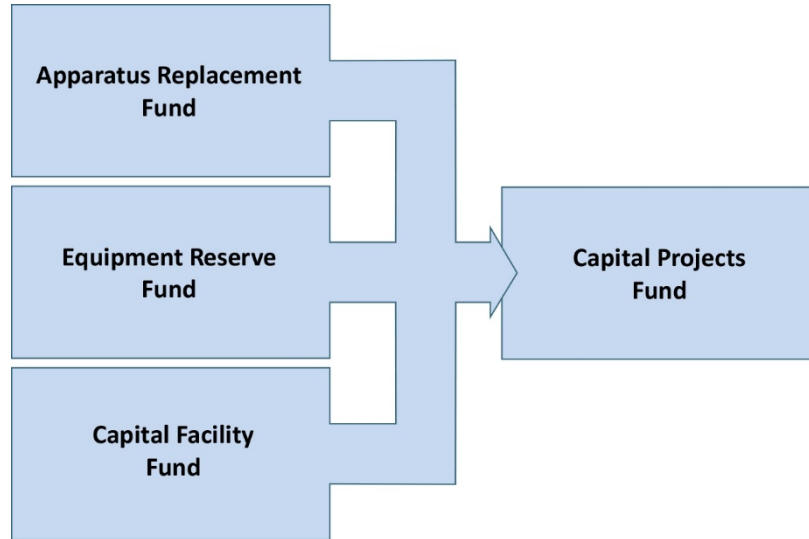 Apparatus Replacement
Fund
Equipment Reserve
Fund
Capital Facility
Fund
Capital Projects
Fund